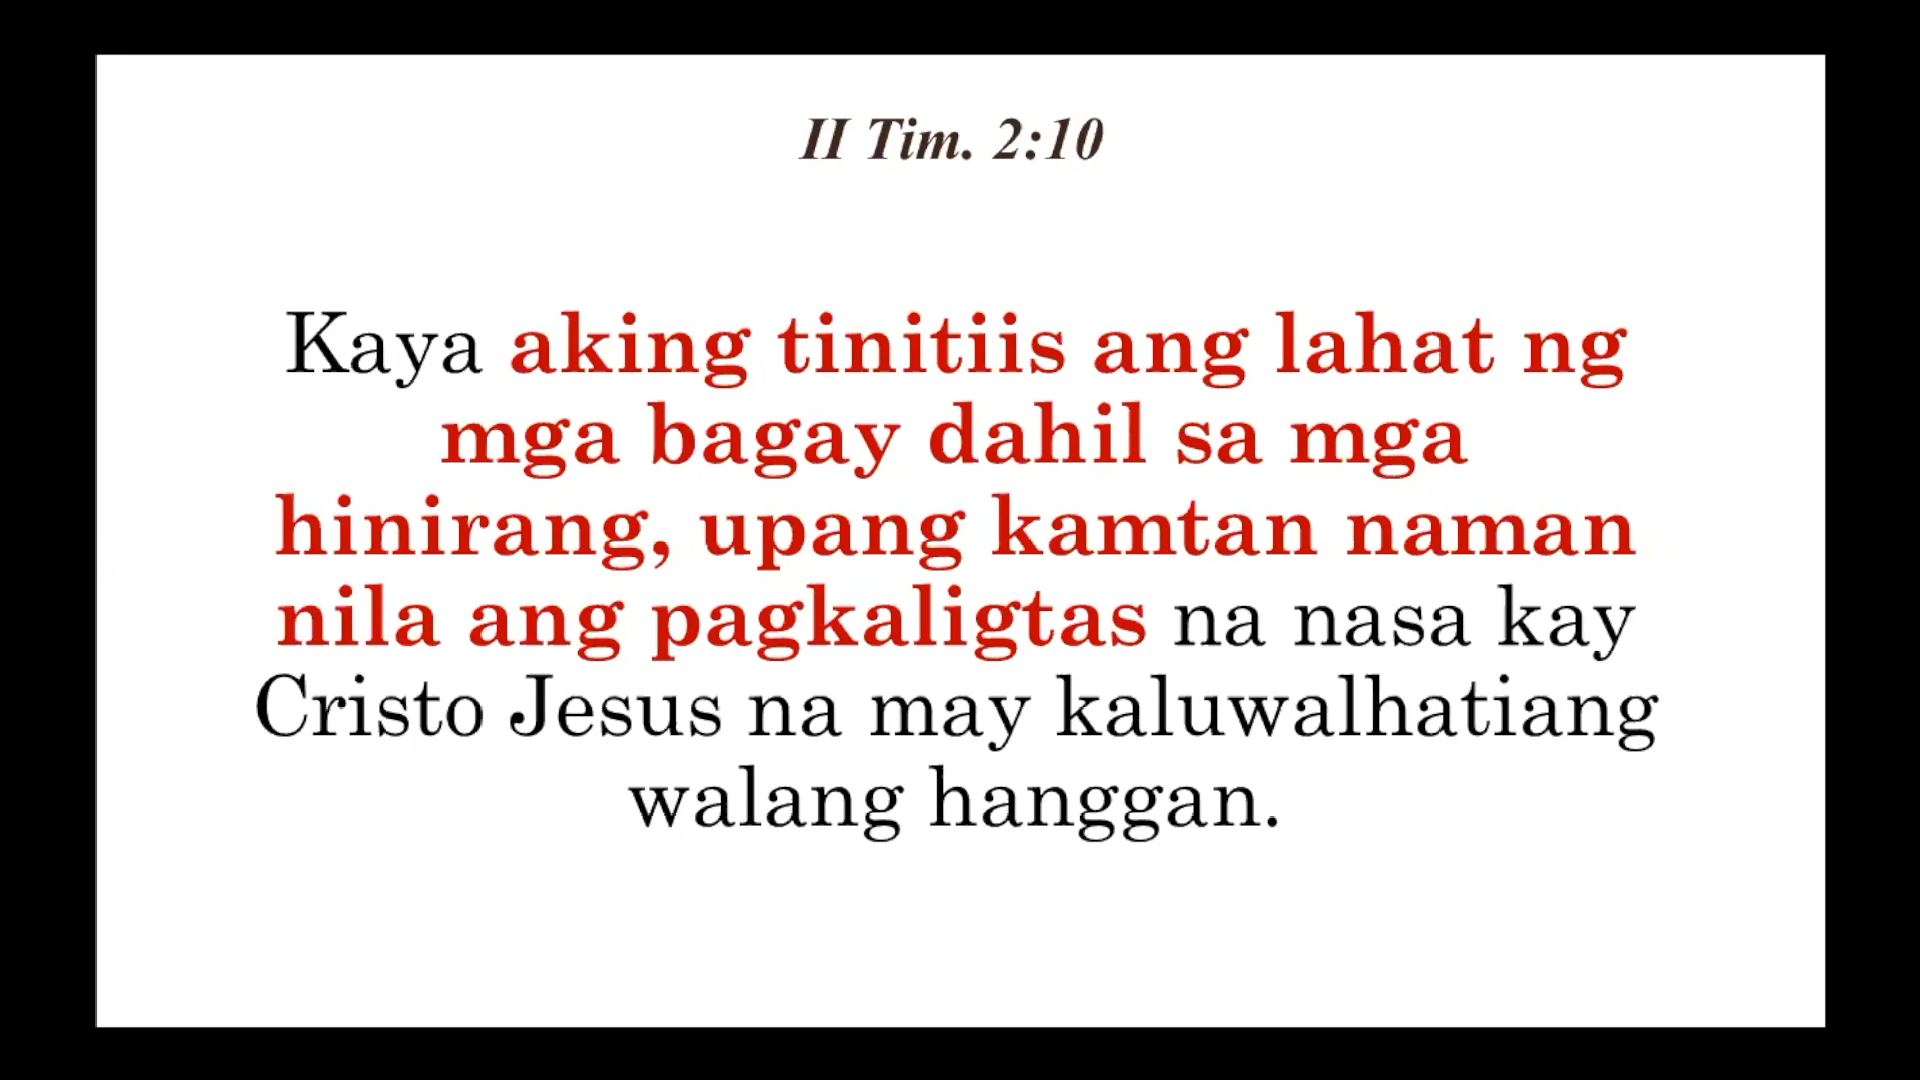 II Tim. 2:10
Kaya aking tinitiis ang lahat ng
mga bagay dahil sa mga
hinirang, upang kamtan naman
nila ang pagkaligtas na nasa kay
Cristo Jesus na may kaluwalhatiang
walang hanggan.